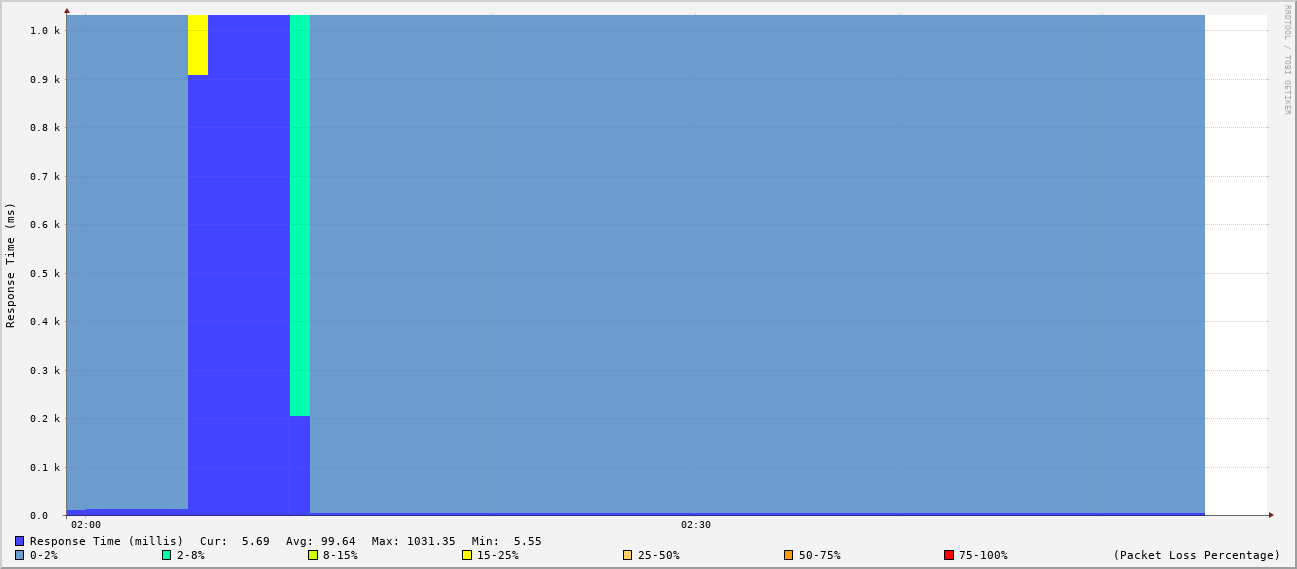 RRDTOOL / TOBI OETIKER
Response Time (ms)
1.0 k
0.9 k
0.8 k
0.7 k
0.6 k
0.5 k
0.4 k
0.3 k
0.2 k
0.1 k
0.0
02:00 02:30
Response Time (millis) Cur: 5.69 Avg: 99.64 Max: 1031.35 Min: 5.55
0-2% 2-8% 8-15% 15-25% 25-50% 50-75% 75-100% (Packet Loss Percentage)